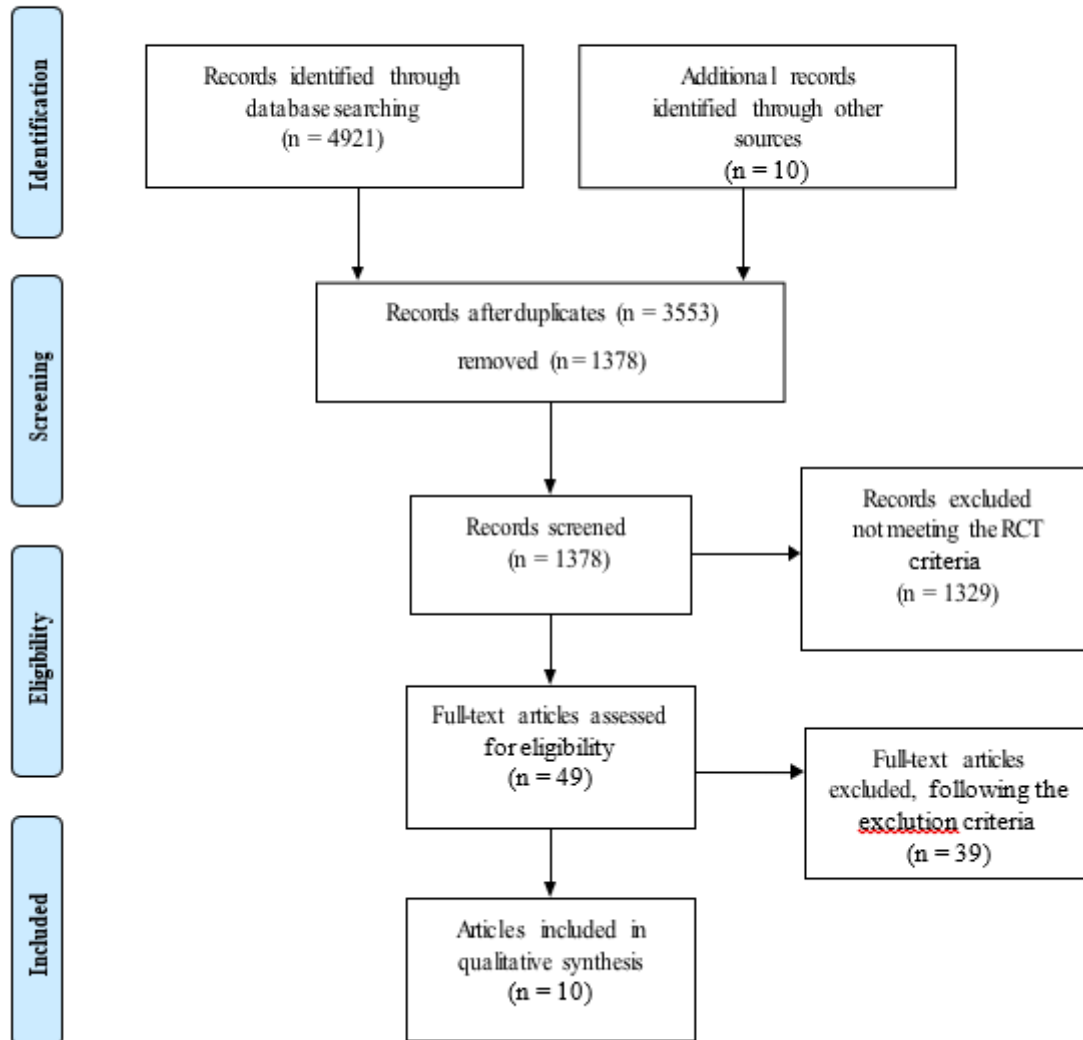 Identification
Records identified through
database searching
(n = 4921)
Additional records
identified through other
sources
(n = 10)
Screening
Records after duplicates (n = 3553)
removed (n = 1378)
Records screened
(n = 1378)
Records excluded
not meeting the RCT
criteria
(n = 1329)
Eligibility
Full-text articles assessed
for eligibility
(n = 49)
Full-text articles
excluded, following the
exclution criteria
(n = 39)
Included
Articles included in
qualitative synthesis
(n = 10)